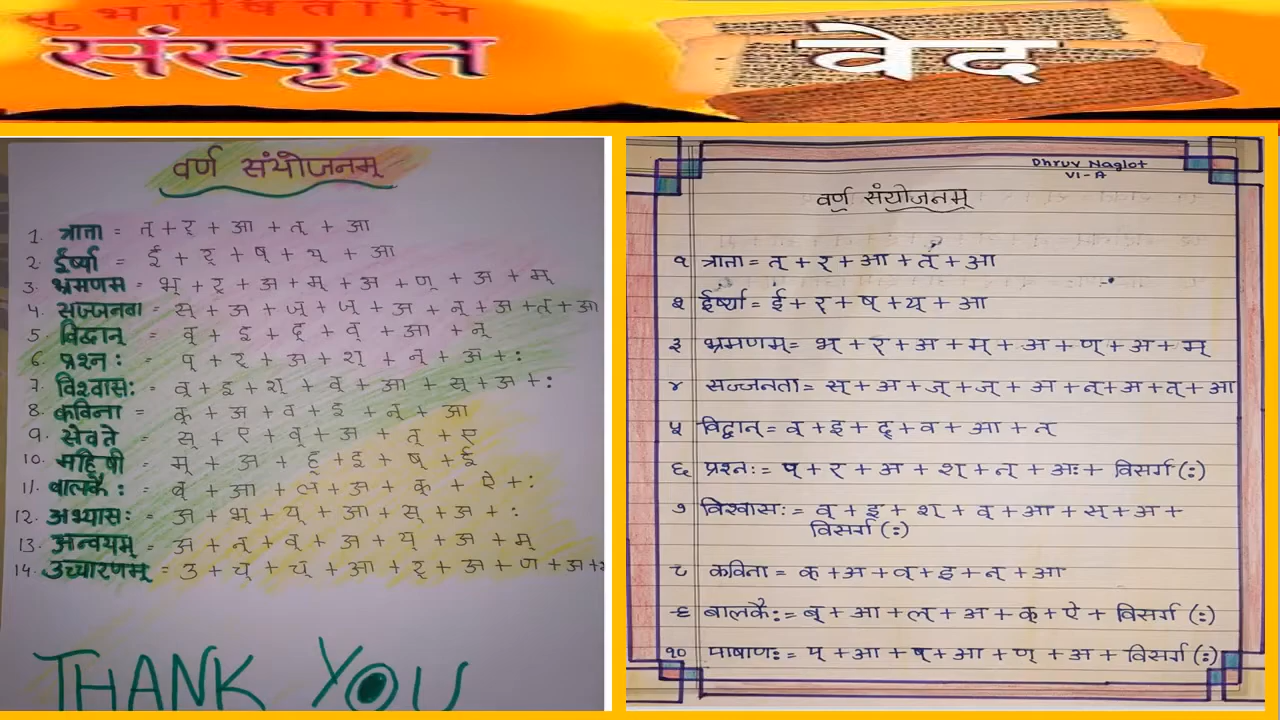 सुभाषितानि
संस्कृत
वेद
वर्ण संयोजनम्
1. त्राता = त् + र् + आ + त् + आ
2. ईर्ष्या = ई + र् + ष् + य् + आ
3. भ्रमणम = भ् + र् + अ + म् + अ + ण् + अ + म्
4. सज्जनता = स् + अ + ज् + ज् + अ + न् + अ + त् + आ
5. विद्वान् = व् + इ + द् + व् + आ + न्
6. प्रश्नः = प् + र् + अ + श् + न् + अ + :
7. विश्वासः = व् + इ + श् + व् + आ + स् + अ + :
8. कविना = क् + अ + व + इ + न् + आ
9. सेवते = स् + ए + व् + अ + त् + ए
10. महिषी = म् + अ + ह् + इ + ष् + ई
11. बालकैः = ब् + आ + ल + अ + क् + ऐ + :
12. अभ्यासः = अ + भ् + य् + आ + स् + अ + :
13. अन्वयम् = अ + न् + व् + अ + य् + अ + म्
14. उच्चारणम् = उ + च् + च् + आ + र् + अ + ण + अ +
THANK YOU
Dhruv Naglot
VI-A
वर्ण संयोजनम्
१ त्राता = त् + र् + आ + त् + आ
२ ईर्ष्या = ई + र् + ष् + य् + आ
३ भ्रमणम् = भ् + र् + अ + म् + अ + ण् + अ + म्
४ सज्जनता = स् + अ + ज् + ज् + अ + न् + अ + त् + आ
५ विद्वान् = व् + इ + द् + व + आ + न्
६ प्रश्नः = प् + र् + अ + श् + न् + अः + विसर्ग (:)
७ विश्वासः = व् + इ + श् + व् + आ + स् + अ +
विसर्ग (:)
८ कविना = क् + अ + व् + इ + न् + आ
९ बालकैः = ब् + आ + ल् + अ + क् + ऐ + विसर्ग (:)
१० पाषाणः = प् + आ + ष् + आ + ण् + अ + विसर्ग (:)